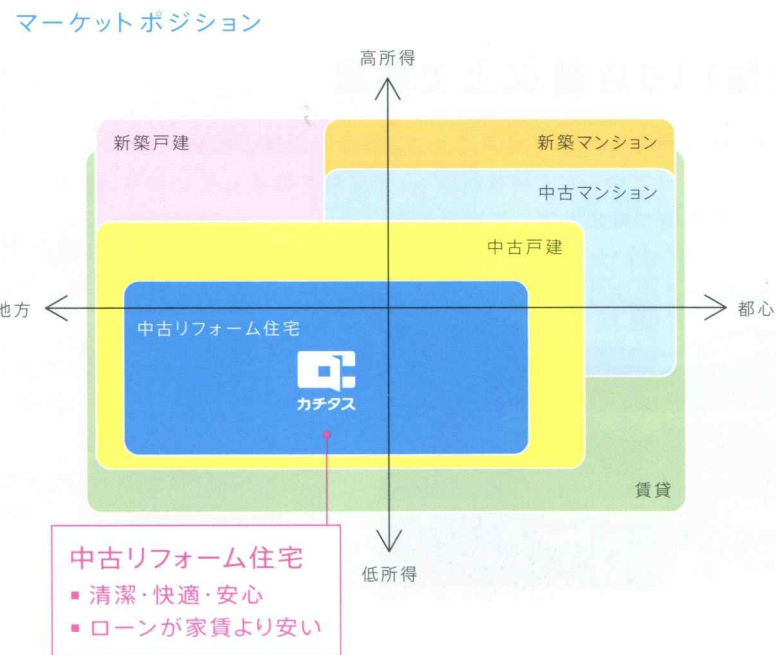 マーケットポジション
高所得
新築戸建
新築マンション
中古マンション
中古戸建
地方
都心
中古リフォーム住宅
カチタス
賃貸
低所得
中古リフォーム住宅
▪ 清潔・快適・安心
▪ ローンが家賃より安い